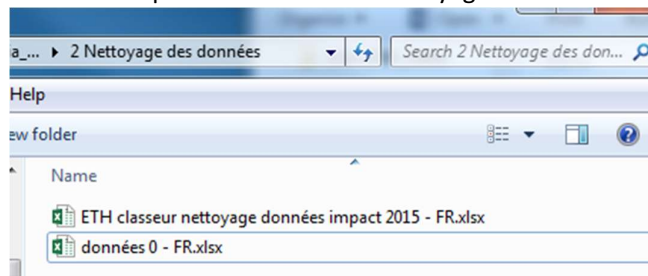 a_... ▸ 2 Nettoyage des données
Search 2 Nettoyage des don...
Help
ew folder
Name
ETH classeur nettoyage données impact 2015 - FR.xlsx
données 0 - FR.xlsx